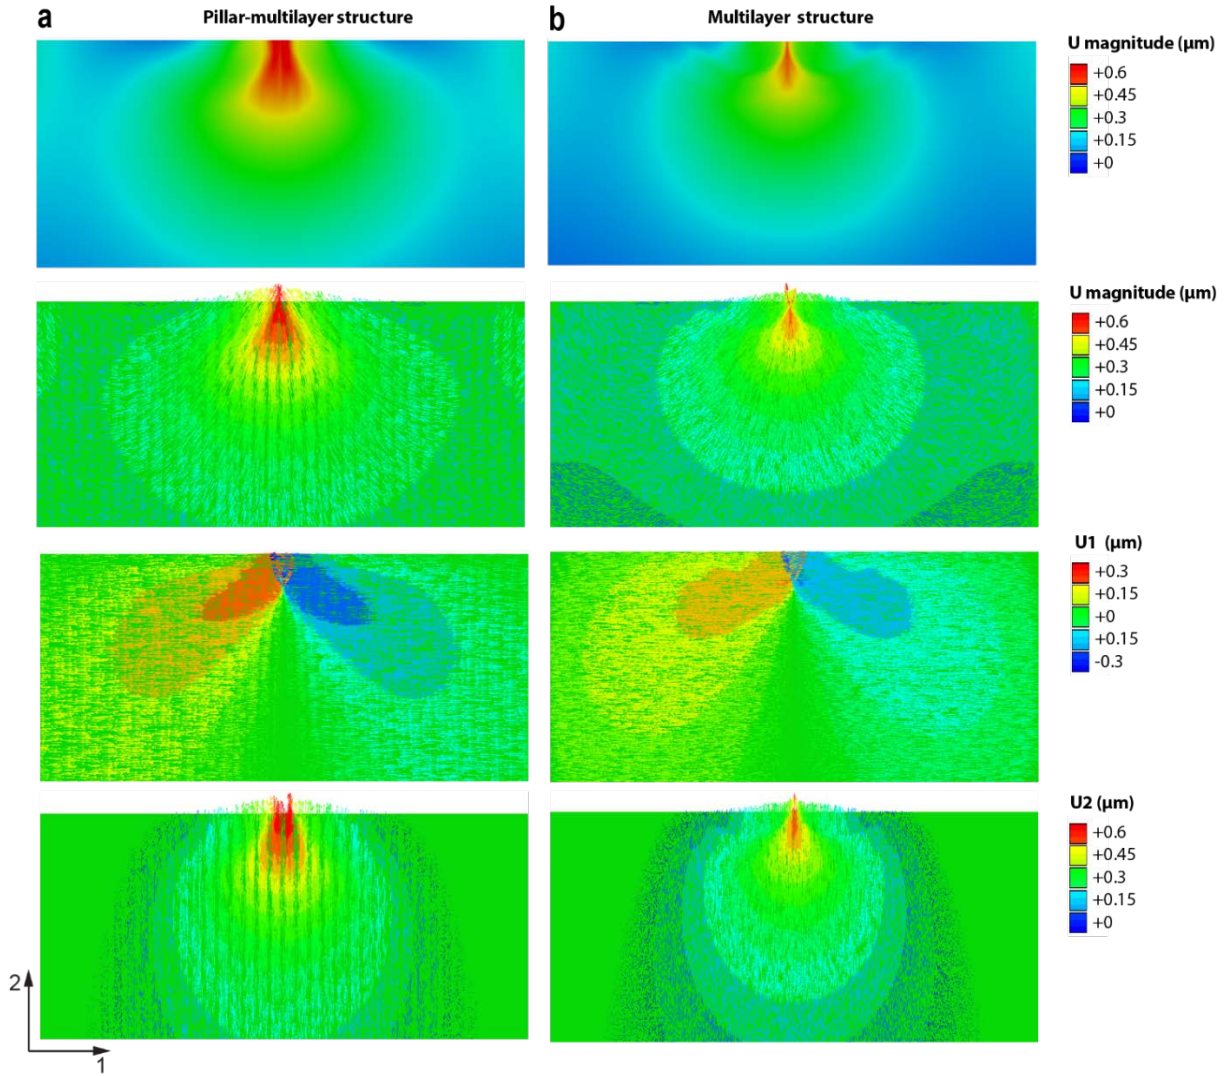 a
Pillar-multilayer structure
b
Multilayer structure
U magnitude (µm)
+0.6
+0.45
+0.3
+0.15
+0
U magnitude (µm)
+0.6
+0.45
+0.3
+0.15
+0
U1 (µm)
+0.3
+0.15
+0
+0.15
-0.3
U2 (µm)
+0.6
+0.45
+0.3
+0.15
+0
2
1